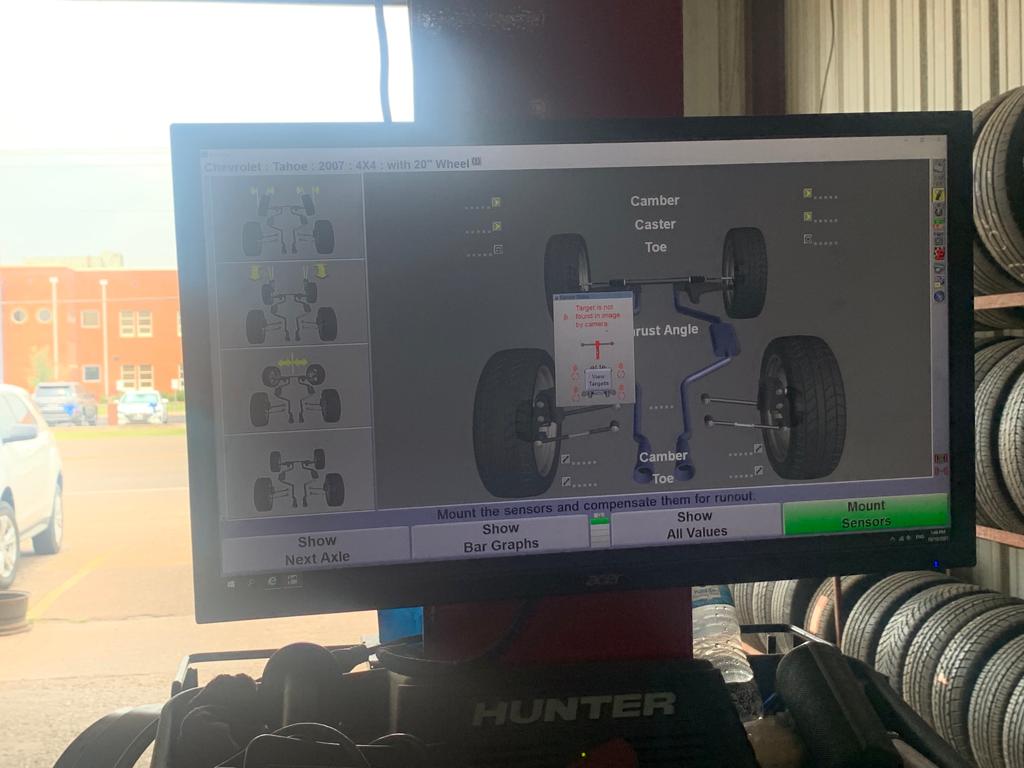 Chevrolet : Tahoe : 2007 : 4X4 : with 20" Wheel
Camber
Caster
Toe
Target is not
found in image
by camera.
rust Angle
View
Targets
Camber
Toe
Mount the sensors and compensate them for runout.
Show
Next Axle
Show
Bar Graphs
Show
All Values
Mount
Sensors
acer
HUNTER